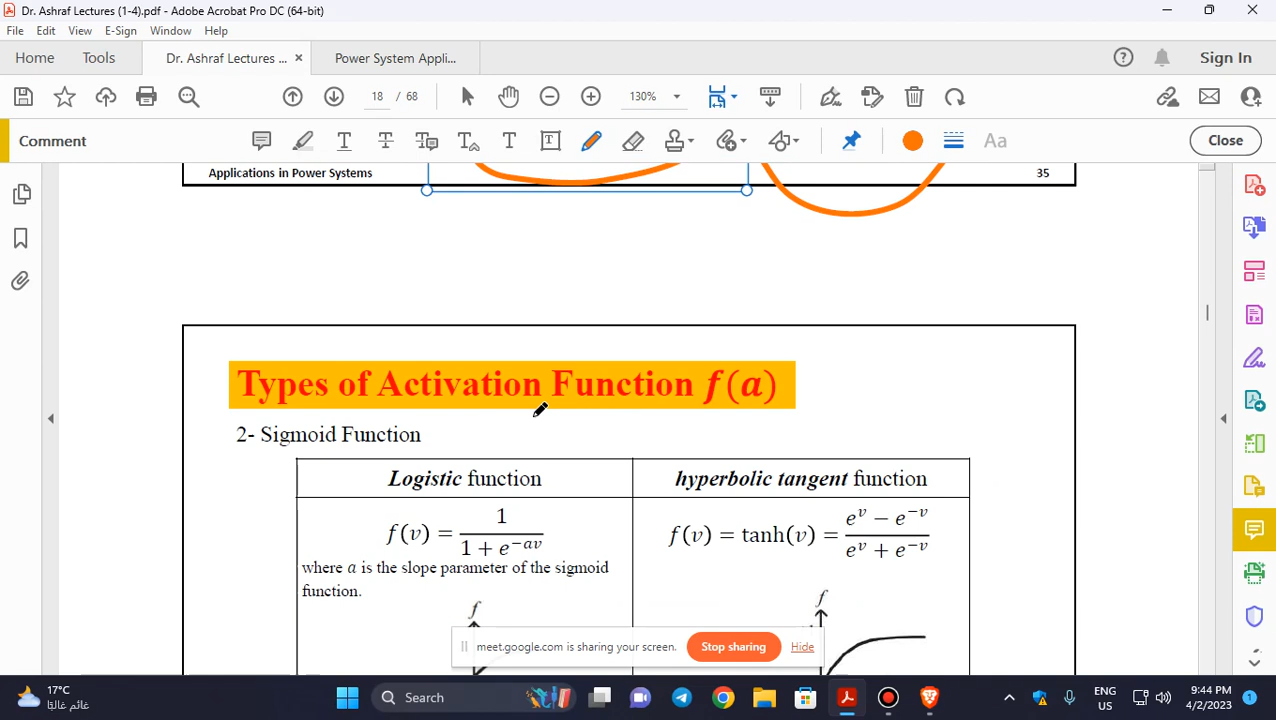 Dr. Ashraf Lectures (1-4).pdf - Adobe Acrobat Pro DC (64-bit)
File Edit View E-Sign Window Help
Home Tools Dr. Ashraf Lectures ... Power System Appli... Sign In
18 / 68 130%
Comment Close
Applications in Power Systems 35
Types of Activation Function f(a)
2- Sigmoid Function
Logistic function hyperbolic tangent function
f(v) = 1 / (1 + e^{-av}) f(v) = tanh(v) = (e^v − e^{-v}) / (e^v + e^{-v})
where a is the slope parameter of the sigmoid
function.
f f
meet.google.com is sharing your screen. Stop sharing Hide
17°C
غائم غالبًا
Search
ENG
US
9:44 PM
4/2/2023
1